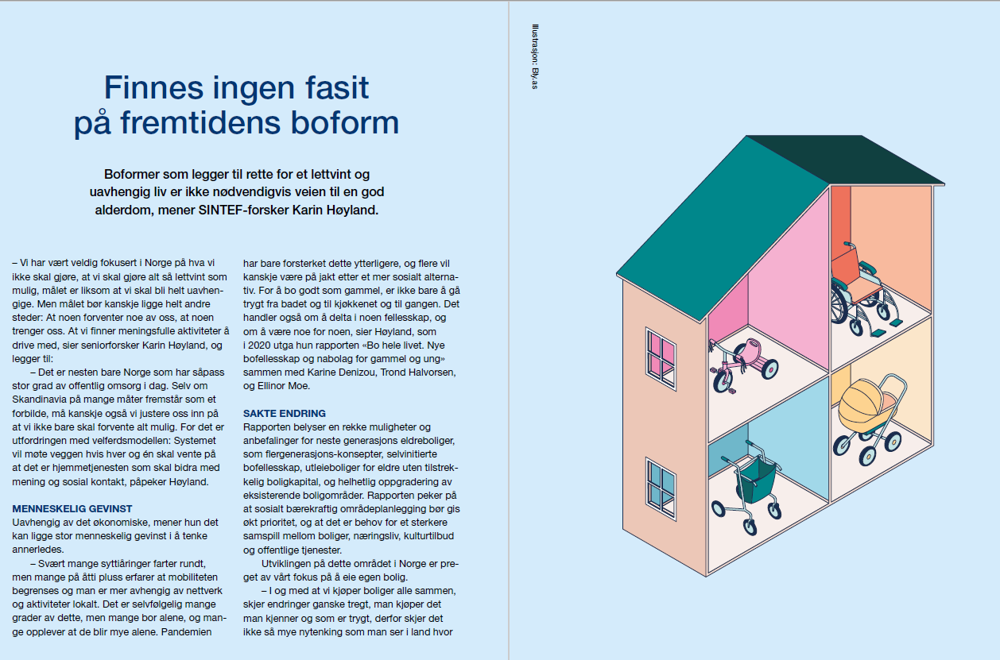 Finnes ingen fasit
på fremtidens boform
Boformer som legger til rette for et lettvint og
uavhengig liv er ikke nødvendigvis veien til en god
alderdom, mener SINTEF-forsker Karin Høyland.
– Vi har vært veldig fokusert i Norge på hva vi
ikke skal gjøre, at vi skal gjøre alt så lettvint som
mulig, målet er liksom at vi skal bli helt uavhen-
gige. Men målet bør kanskje ligge helt andre
steder: At noen forventer noe av oss, at noen
trenger oss. At vi finner meningsfulle aktiviteter å
drive med, sier seniorforsker Karin Høyland, og
legger til:
– Det er nesten bare Norge som har såpass
stor grad av offentlig omsorg i dag. Selv om
Skandinavia på mange måter fremstår som et
forbilde, må kanskje også vi justere oss inn på
at vi ikke bare skal forvente alt mulig. For det er
utfordringen med velferdsmodellen: Systemet
vil møte veggen hvis hver og én skal vente på
at det er hjemmetjenesten som skal bidra med
mening og sosial kontakt, påpeker Høyland.
MENNESKELIG GEVINST
Uavhengig av det økonomiske, mener hun det
kan ligge stor menneskelig gevinst i å tenke
annerledes.
– Svært mange syttiåringer farter rundt,
men mange på åtti pluss erfarer at mobiliteten
begrenses og man er mer avhengig av nettverk
og aktiviteter lokalt. Det er selvfølgelig mange
grader av dette, men mange bor alene, og man-
ge opplever at de blir mye alene. Pandemien
har bare forsterket dette ytterligere, og flere vil
kanskje være på jakt etter et mer sosialt alterna-
tiv. For å bo godt som gammel, er ikke bare å gå
trygt fra badet og til kjøkkenet og til gangen. Det
handler også om å delta i noen fellesskap, og
om å være noe for noen, sier Høyland, som
i 2020 utga hun rapporten «Bo hele livet. Nye
bofellesskap og nabolag for gammel og ung»
sammen med Karine Denizou, Trond Halvorsen,
og Ellinor Moe.
SAKTE ENDRING
Rapporten belyser en rekke muligheter og
anbefalinger for neste generasjons eldreboliger,
som flergenerasjons-konsepter, selvinitierte
bofellesskap, utleieboliger for eldre uten tilstrek-
kelig boligkapital, og helhetlig oppgradering av
eksisterende boligområder. Rapporten peker på
at sosialt bærekraftig områdeplanlegging bør gis
økt prioritet, og at det er behov for et sterkere
samspill mellom boliger, næringsliv, kulturtilbud
og offentlige tjenester.
Utviklingen på dette området i Norge er pre-
get av vårt fokus på å eie egen bolig.
– I og med at vi kjøper boliger alle sammen,
skjer endringer ganske tregt, man kjøper det
man kjenner og som er trygt, derfor skjer det
ikke så mye nytenking som man ser i land hvor
Illustrasjon: Bly.as